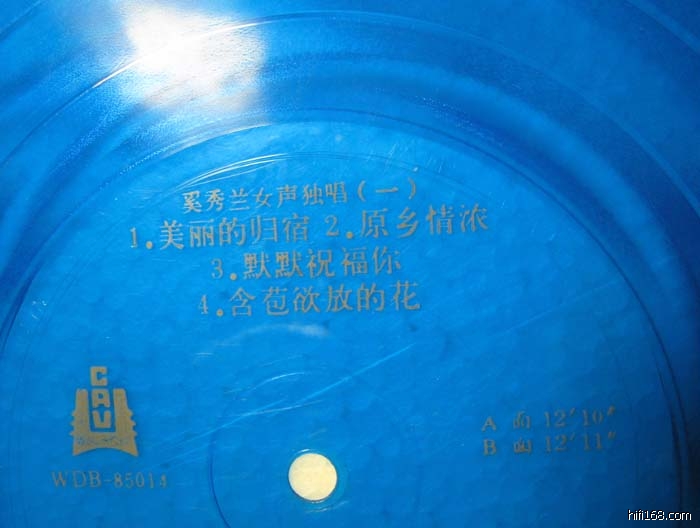 奚秀兰女声独唱(一)
1.美丽的归宿 2.原乡情浓
3.默默祝福你
4.含苞欲放的花
CAV
WDB-85014
A 面 12′10″
B 面 12′11″
hifi168.com